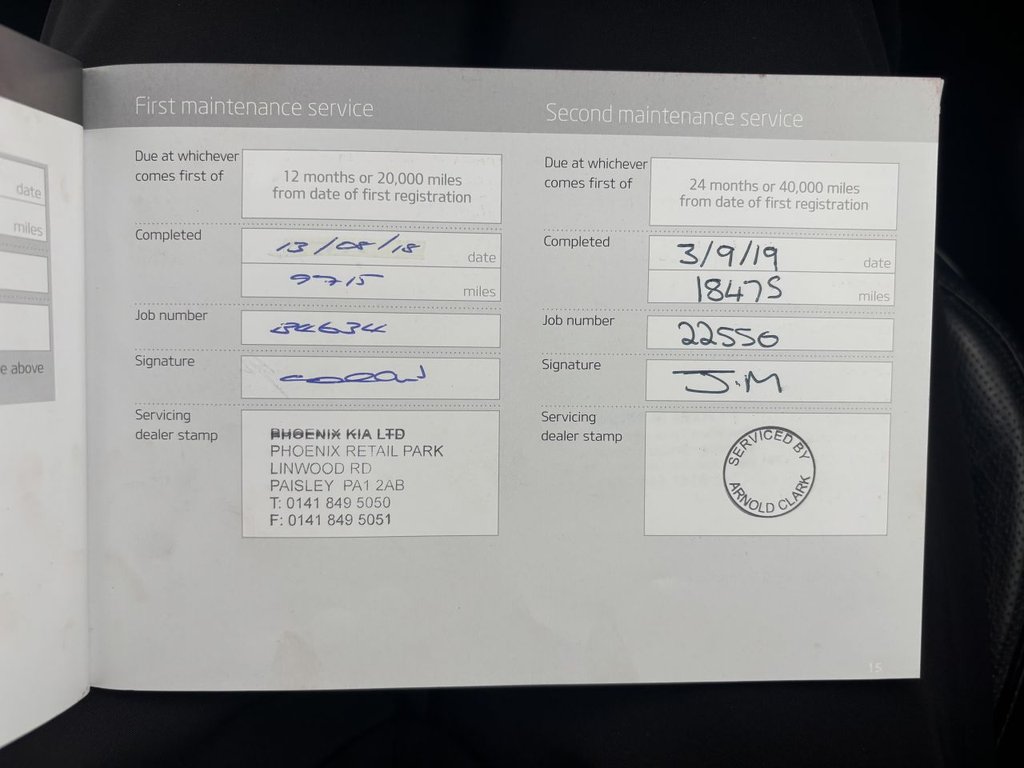 date
miles
e above
First maintenance service
Due at whichever
comes first of
12 months or 20,000 miles
from date of first registration
Completed
13/08/18
date
9715
miles
Job number
34634
Signature
Servicing
dealer stamp
PHOENIX KIA LTD
PHOENIX RETAIL PARK
LINWOOD RD
PAISLEY PA1 2AB
T: 0141 849 5050
F: 0141 849 5051
Second maintenance service
Due at whichever
comes first of
24 months or 40,000 miles
from date of first registration
Completed
3/9/19
date
18475
miles
Job number
22556
Signature
J.M
Servicing
dealer stamp
SERVICED BY
ARNOLD CLARK
15